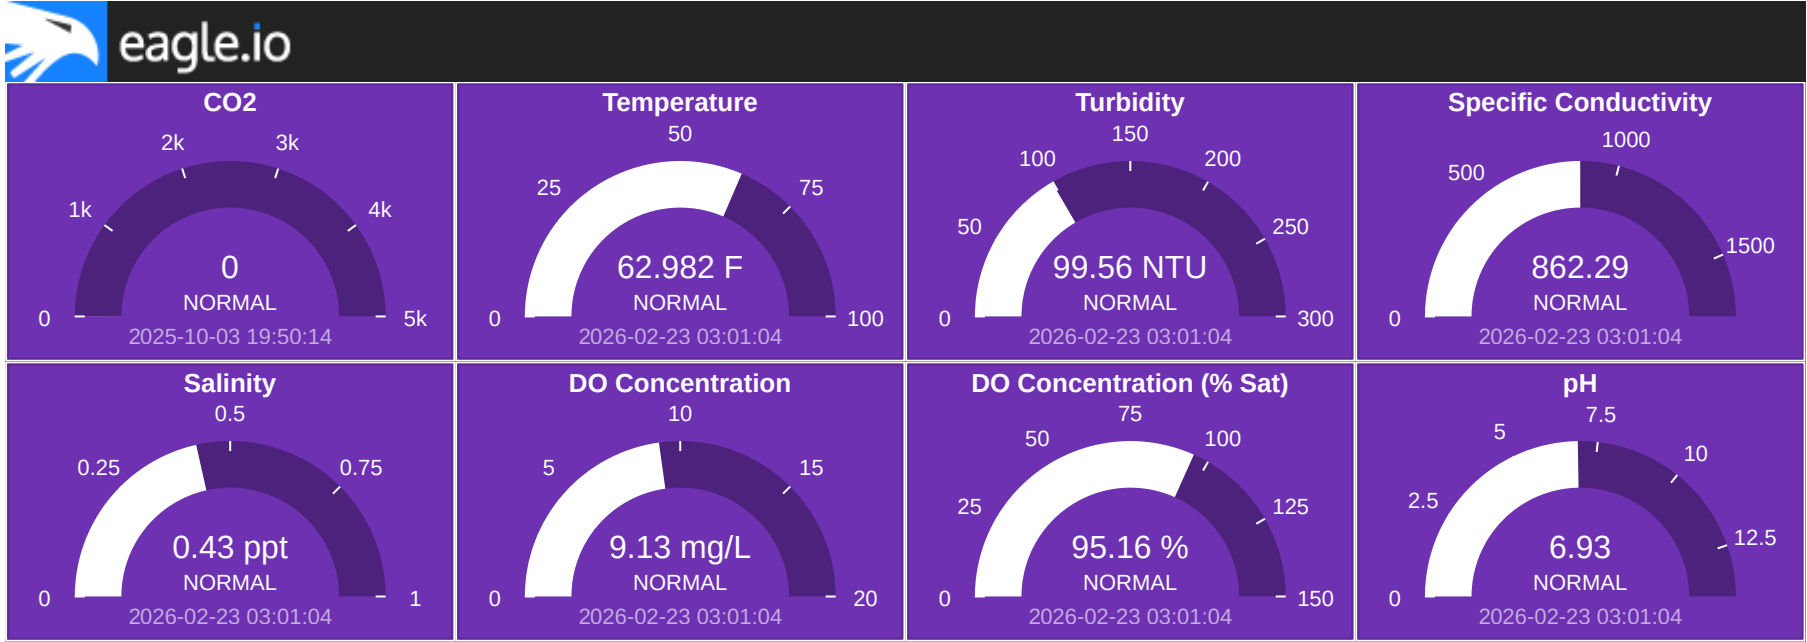 eagle.io
CO2
0
1k
2k
3k
4k
5k
0
NORMAL
2025-10-03 19:50:14
Temperature
0
25
50
75
100
62.982 F
NORMAL
2026-02-23 03:01:04
Turbidity
0
50
100
150
200
250
300
99.56 NTU
NORMAL
2026-02-23 03:01:04
Specific Conductivity
0
500
1000
1500
862.29
NORMAL
2026-02-23 03:01:04
Salinity
0
0.25
0.5
0.75
1
0.43 ppt
NORMAL
2026-02-23 03:01:04
DO Concentration
0
5
10
15
20
9.13 mg/L
NORMAL
2026-02-23 03:01:04
DO Concentration (% Sat)
0
25
50
75
100
125
150
95.16 %
NORMAL
2026-02-23 03:01:04
pH
0
2.5
5
7.5
10
12.5
6.93
NORMAL
2026-02-23 03:01:04